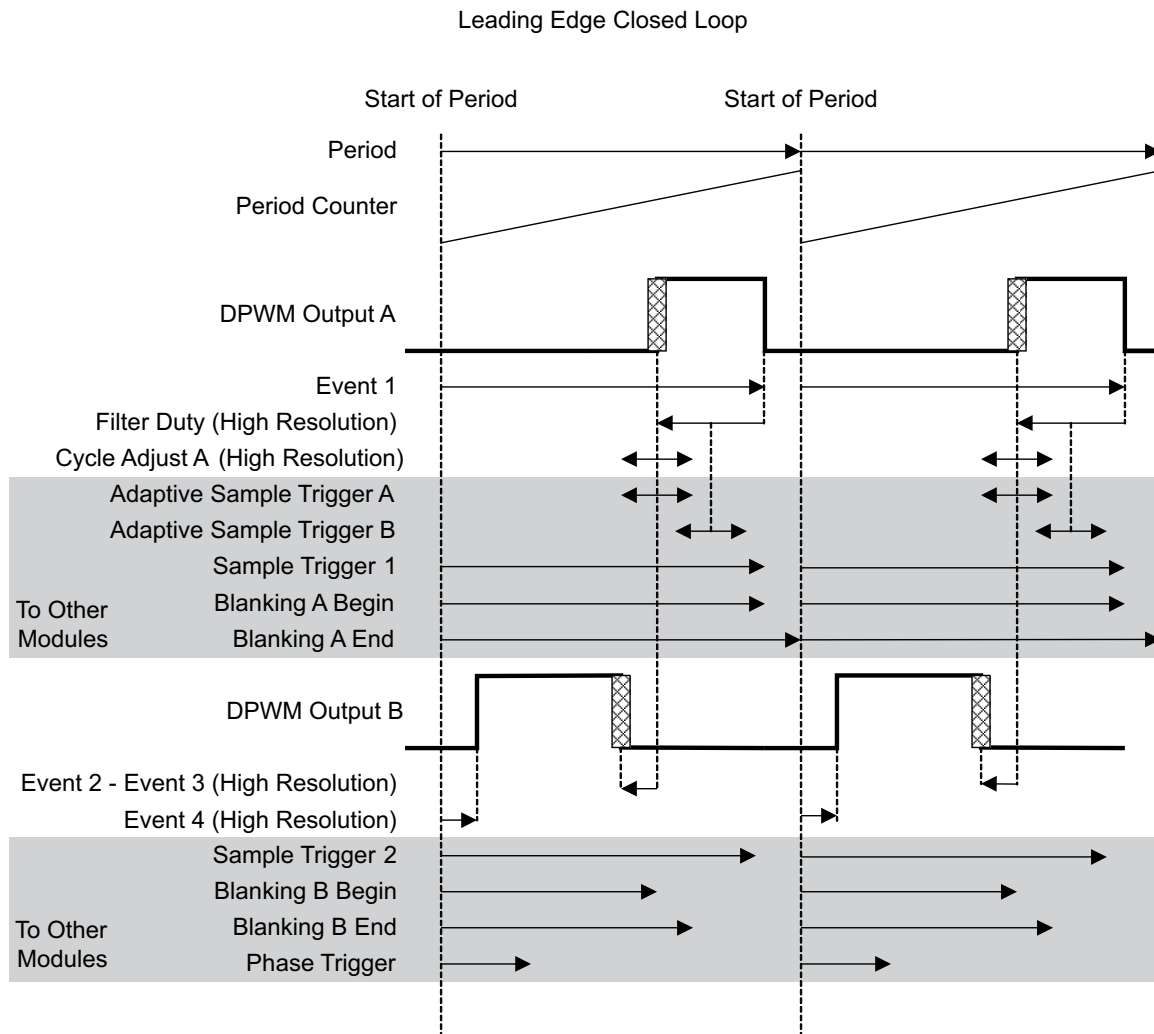 Leading Edge Closed Loop
Start of Period
Start of Period
Period
Period Counter
DPWM Output A
Event 1
Filter Duty (High Resolution)
Cycle Adjust A (High Resolution)
Adaptive Sample Trigger A
Adaptive Sample Trigger B
Sample Trigger 1
Blanking A Begin
To Other
Modules
Blanking A End
DPWM Output B
Event 2 - Event 3 (High Resolution)
Event 4 (High Resolution)
Sample Trigger 2
Blanking B Begin
Blanking B End
To Other
Modules
Phase Trigger